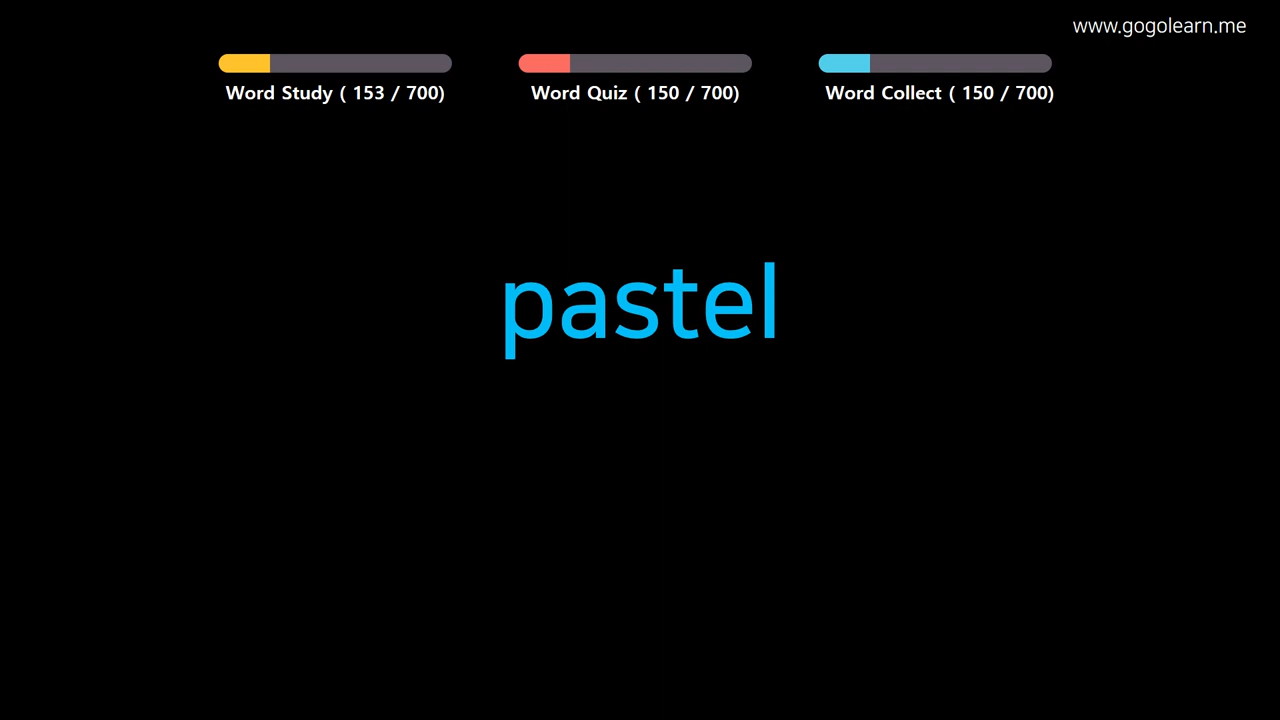 www.gogolearn.me
Word Study ( 153 / 700)
Word Quiz ( 150 / 700)
Word Collect ( 150 / 700)
pastel